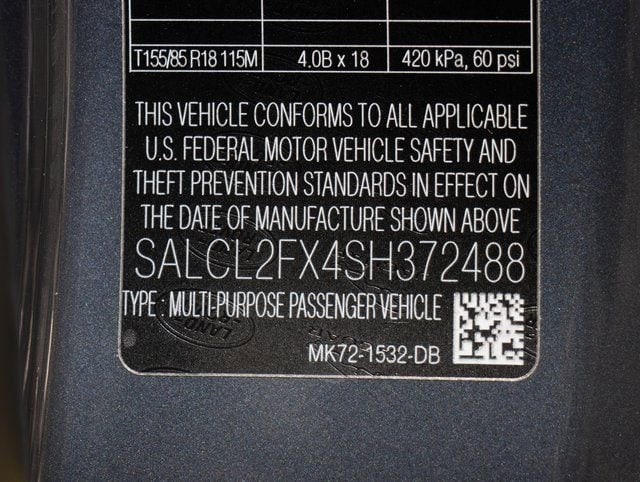 T155/85 R18 115M 4.0B x 18 420 kPa, 60 psi
THIS VEHICLE CONFORMS TO ALL APPLICABLE
U.S. FEDERAL MOTOR VEHICLE SAFETY AND
THEFT PREVENTION STANDARDS IN EFFECT ON
THE DATE OF MANUFACTURE SHOWN ABOVE
SALCL2FX4SH372488
TYPE : MULTI-PURPOSE PASSENGER VEHICLE
LAND
MK72-1532-DB